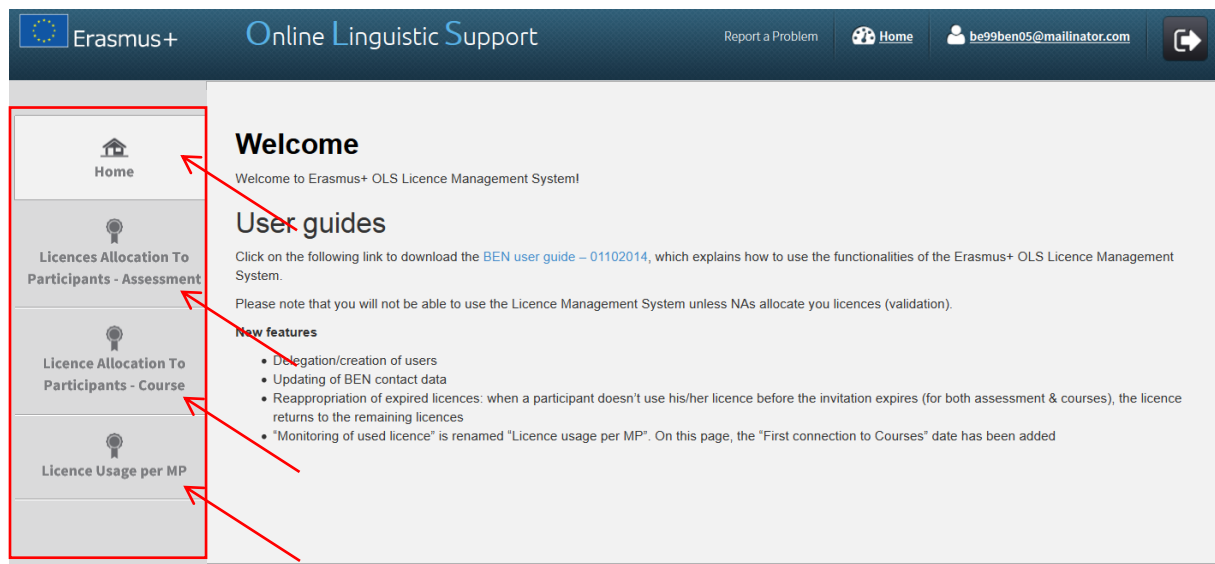 Erasmus+
Online Linguistic Support
Report a Problem
Home
be99ben05@mailinator.com
Home
Licences Allocation To
Participants - Assessment
Licence Allocation To
Participants - Course
Licence Usage per MP
Welcome
Welcome to Erasmus+ OLS Licence Management System!
User guides
Click on the following link to download the BEN user guide – 01102014, which explains how to use the functionalities of the Erasmus+ OLS Licence Management
System.
Please note that you will not be able to use the Licence Management System unless NAs allocate you licences (validation).
New features
• Delegation/creation of users
• Updating of BEN contact data
• Reappropriation of expired licences: when a participant doesn't use his/her licence before the invitation expires (for both assessment & courses), the licence
returns to the remaining licences
• “Monitoring of used licence” is renamed “Licence usage per MP”. On this page, the “First connection to Courses” date has been added